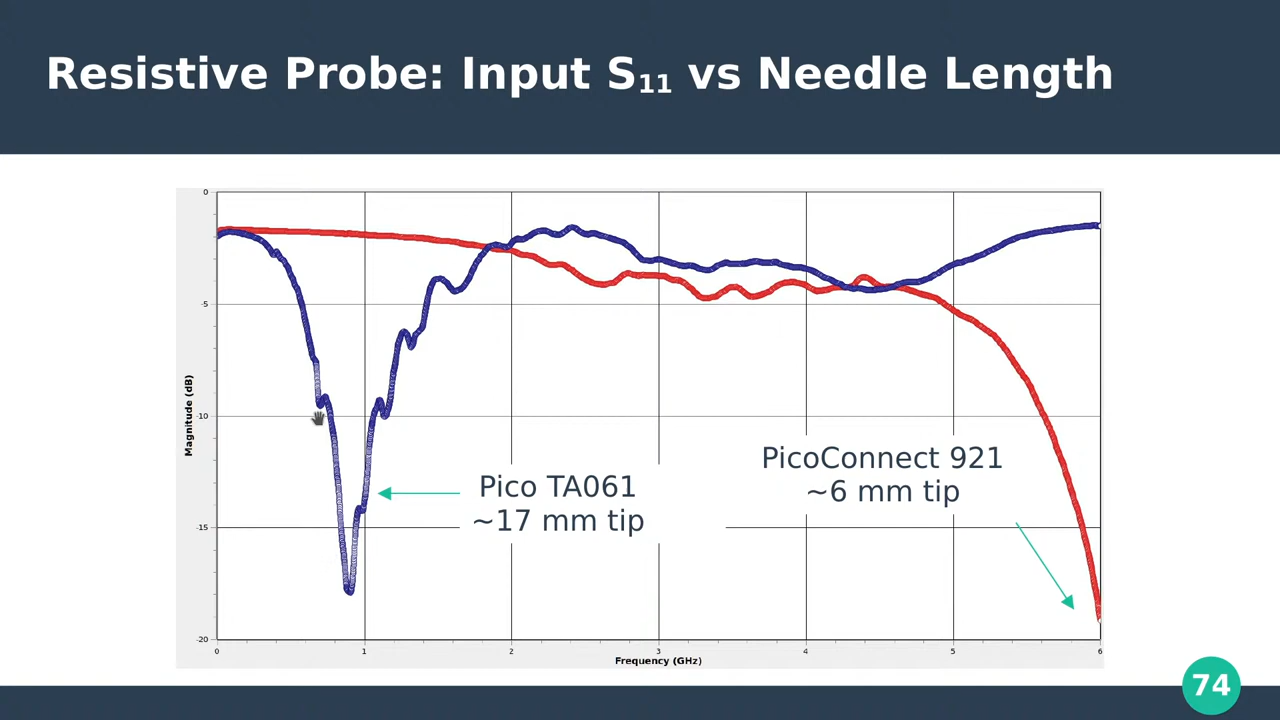 Resistive Probe: Input S₁₁ vs Needle Length
0
-5
-10
-15
-20
Magnitude (dB)
PicoConnect 921
~6 mm tip
Pico TA061
~17 mm tip
0 1 2 3 4 5 6
Frequency (GHz)
74